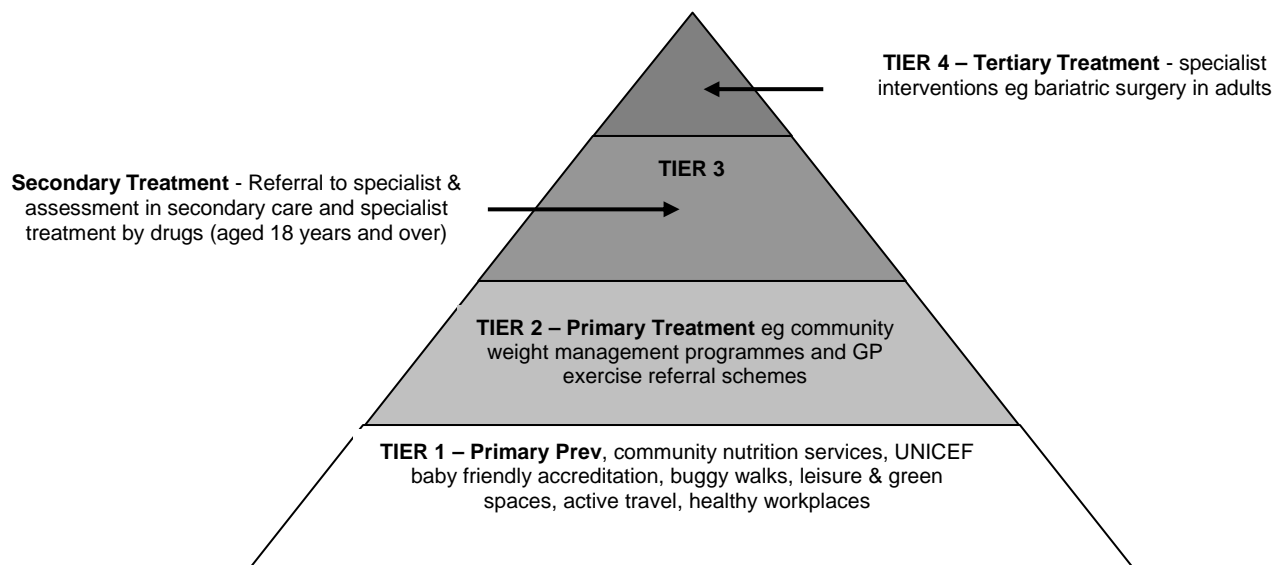 TIER 4 – Tertiary Treatment - specialist
interventions eg bariatric surgery in adults
TIER 3
Secondary Treatment - Referral to specialist &
assessment in secondary care and specialist
treatment by drugs (aged 18 years and over)
TIER 2 – Primary Treatment eg community
weight management programmes and GP
exercise referral schemes
TIER 1 – Primary Prev, community nutrition services, UNICEF
baby friendly accreditation, buggy walks, leisure & green
spaces, active travel, healthy workplaces